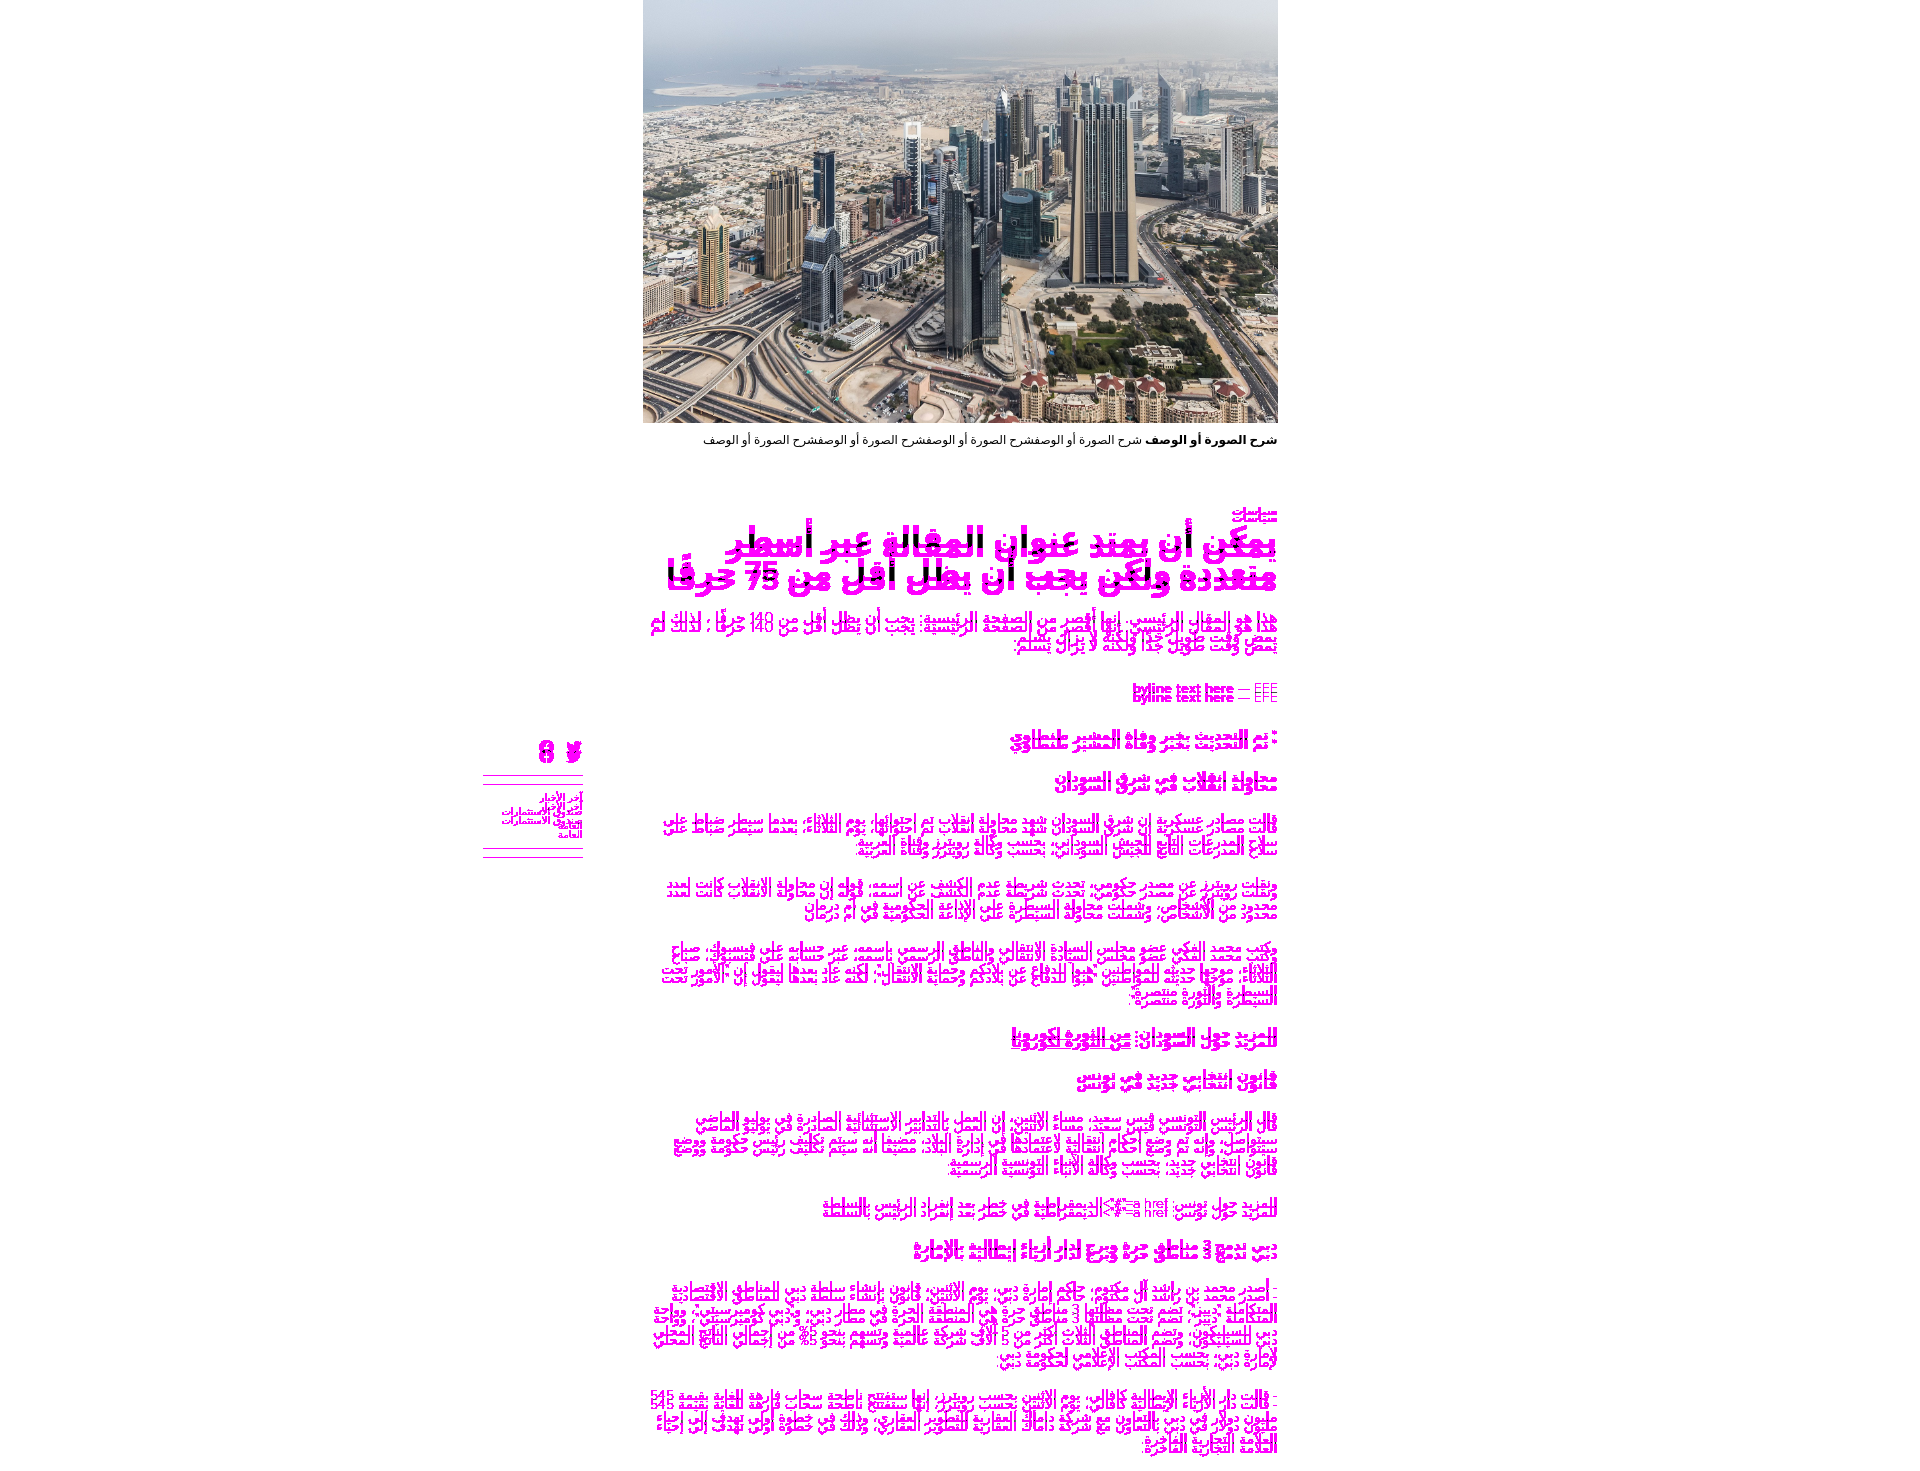 شرح الصورة أو الوصف شرح الصورة أو الوصفشرح الصورة أو الوصفشرح الصورة أو الوصفشرح الصورة أو الوصف
سياسات
يمكن أن يمتد عنوان المقالة عبر أسطر
متعددة ولكن يجب أن يظل أقل من 75 حرفًا
هذا هو المقال الرئيسي. إنها أقصر من الصفحة الرئيسية: يجب أن يظل أقل من 140 حرفًا ، لذلك لم
يمض وقت طويل جدًا ولكنه لا يزال يسلم.
byline text here — EFE
* تم التحديث بخبر وفاة المشير طنطاوي
آخر الأخبار
صندوق الاستثمارات
العامة
محاولة انقلاب في شرق السودان
قالت مصادر عسكرية إن شرق السودان شهد محاولة انقلاب تم احتوائها، يوم الثلاثاء، بعدما سيطر ضباط على
سلاح المدرعات التابع للجيش السوداني، بحسب وكالة رويترز وقناة العربية.
ونقلت رويترز عن مصدر حكومي، تحدث شريطة عدم الكشف عن اسمه، قوله إن محاولة الانقلاب كانت لعدد
محدود من الأشخاص، وشملت محاولة السيطرة على الإذاعة الحكومية في أم درمان
وكتب محمد الفكي عضو مجلس السيادة الانتقالي والناطق الرسمي باسمه، عبر حسابه على فيسبوك، صباح
الثلاثاء، موجهًا حديثه للمواطنين "هبوا للدفاع عن بلادكم وحماية الانتقال"، لكنه عاد بعدها ليقول إن "الأمور تحت
السيطرة والثورة منتصرة".
للمزيد حول السودان: من الثورة لكورونا
قانون انتخابي جديد في تونس
قال الرئيس التونسي قيس سعيد، مساء الاثنين، إن العمل بالتدابير الاستثنائية الصادرة في يوليو الماضي
سيتواصل، وإنه تم وضع أحكام انتقالية لاعتمادها في إدارة البلاد، مضيفا أنه سيتم تكليف رئيس حكومة ووضع
قانون انتخابي جديد، بحسب وكالة الأنباء التونسية الرسمية.
للمزيد حول تونس: a href="#">الديمقراطية في خطر بعد إنفراد الرئيس بالسلطة
دبي تدمج 3 مناطق حرة وبرج لدار أزياء إيطالية بالإمارة
- أصدر محمد بن راشد آل مكتوم، حاكم إمارة دبي، يوم الاثنين، قانون بإنشاء سلطة دبي للمناطق الاقتصادية
المتكاملة "دبيز"، تضم تحت مظلتها 3 مناطق حرة هي المنطقة الحرة في مطار دبي، و"دبي كوميرسيتي"، وواحة
دبي للسيليكون، وتضم المناطق الثلاث أكثر من 5 آلاف شركة عالمية وتسهم بنحو 5% من إجمالي الناتج المحلي
لإمارة دبي، بحسب المكتب الإعلامي لحكومة دبي.
- قالت دار الأزياء الإيطالية كافالي، يوم الاثنين بحسب رويترز، إنها ستفتتح ناطحة سحاب فارهة للغاية بقيمة 545
مليون دولار في دبي بالتعاون مع شركة داماك العقارية للتطوير العقاري، وذلك في خطوة أولى تهدف إلى إحياء
العلامة التجارية الفاخرة.